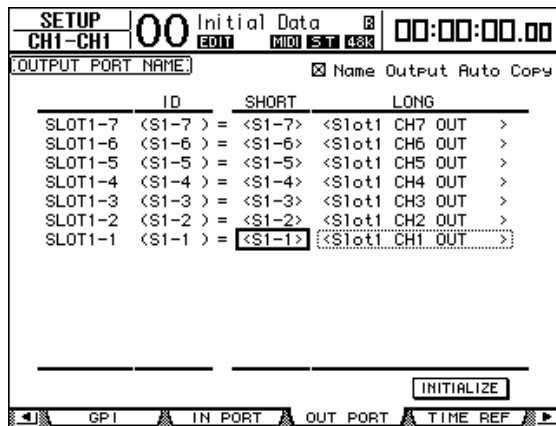 SETUP
CH1-CH1
00
Initial Data
EDIT MIDI ST 48K
00:00:00.00
OUTPUT PORT NAME
Name Output Auto Copy
ID SHORT LONG
SLOT1-7 (S1-7 ) = <S1-7> <Slot1 CH7 OUT >
SLOT1-6 (S1-6 ) = <S1-6> <Slot1 CH6 OUT >
SLOT1-5 (S1-5 ) = <S1-5> <Slot1 CH5 OUT >
SLOT1-4 (S1-4 ) = <S1-4> <Slot1 CH4 OUT >
SLOT1-3 (S1-3 ) = <S1-3> <Slot1 CH3 OUT >
SLOT1-2 (S1-2 ) = <S1-2> <Slot1 CH2 OUT >
SLOT1-1 (S1-1 ) = <S1-1> <Slot1 CH1 OUT >
INITIALIZE
GPI IN PORT OUT PORT TIME REF